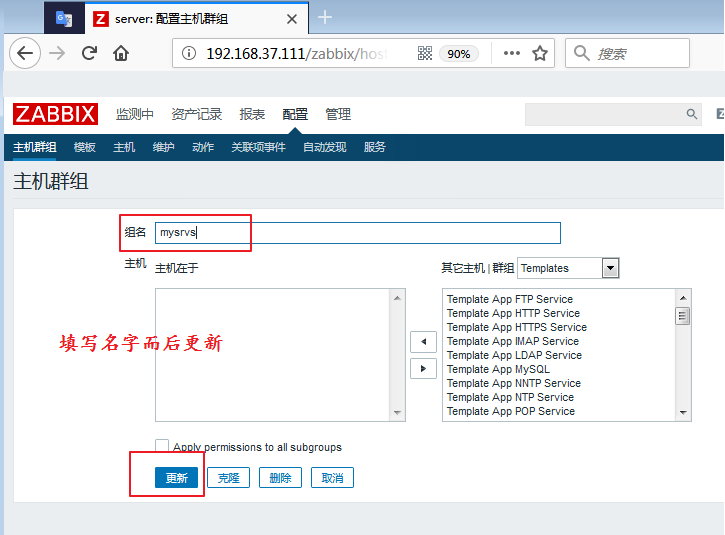 server: 配置主机群组
192.168.37.111/zabbix/hos
90%
搜索
ZABBIX 监测中 资产记录 报表 配置 管理
主机群组 模板 主机 维护 动作 关联项事件 自动发现 服务
主机群组
组名 mysrvs
主机 主机在于 其它主机 | 群组 Templates
Template App FTP Service
Template App HTTP Service
Template App HTTPS Service
Template App IMAP Service
Template App LDAP Service
Template App MySQL
Template App NNTP Service
Template App NTP Service
Template App POP Service
填写名字而后更新
Apply permissions to all subgroups
更新 克隆 删除 取消